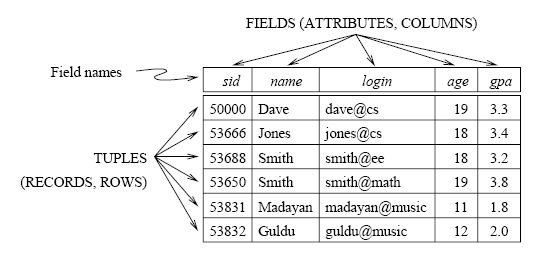 FIELDS (ATTRIBUTES, COLUMNS)
Field names
sid name login age gpa
50000 Dave dave@cs 19 3.3
53666 Jones jones@cs 18 3.4
53688 Smith smith@ee 18 3.2
53650 Smith smith@math 19 3.8
53831 Madayan madayan@music 11 1.8
53832 Guldu guldu@music 12 2.0
TUPLES
(RECORDS, ROWS)